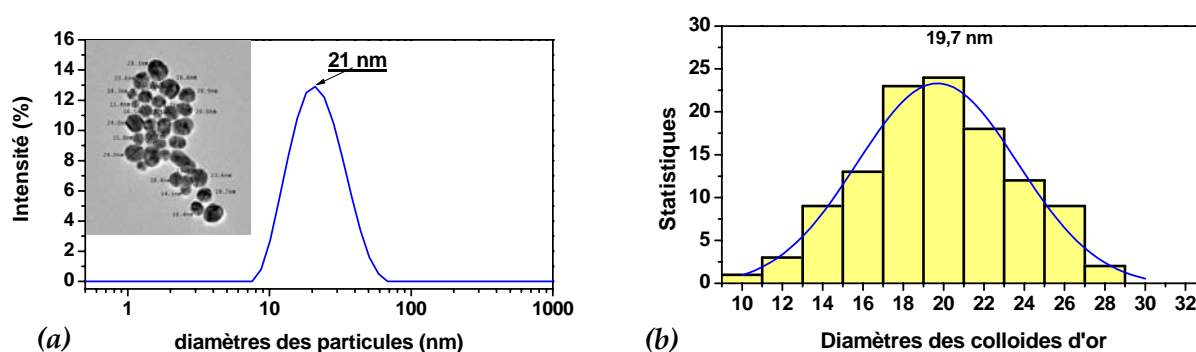 16
14
12
10
8
6
4
2
0
Intensité (%)
21 nm
1
10
100
1000
diamètres des particules (nm)
(a)
30
25
20
15
10
5
0
Statistiques
19,7 nm
10 12 14 16 18 20 22 24 26 28 30 32
Diamètres des colloides d'or
(b)